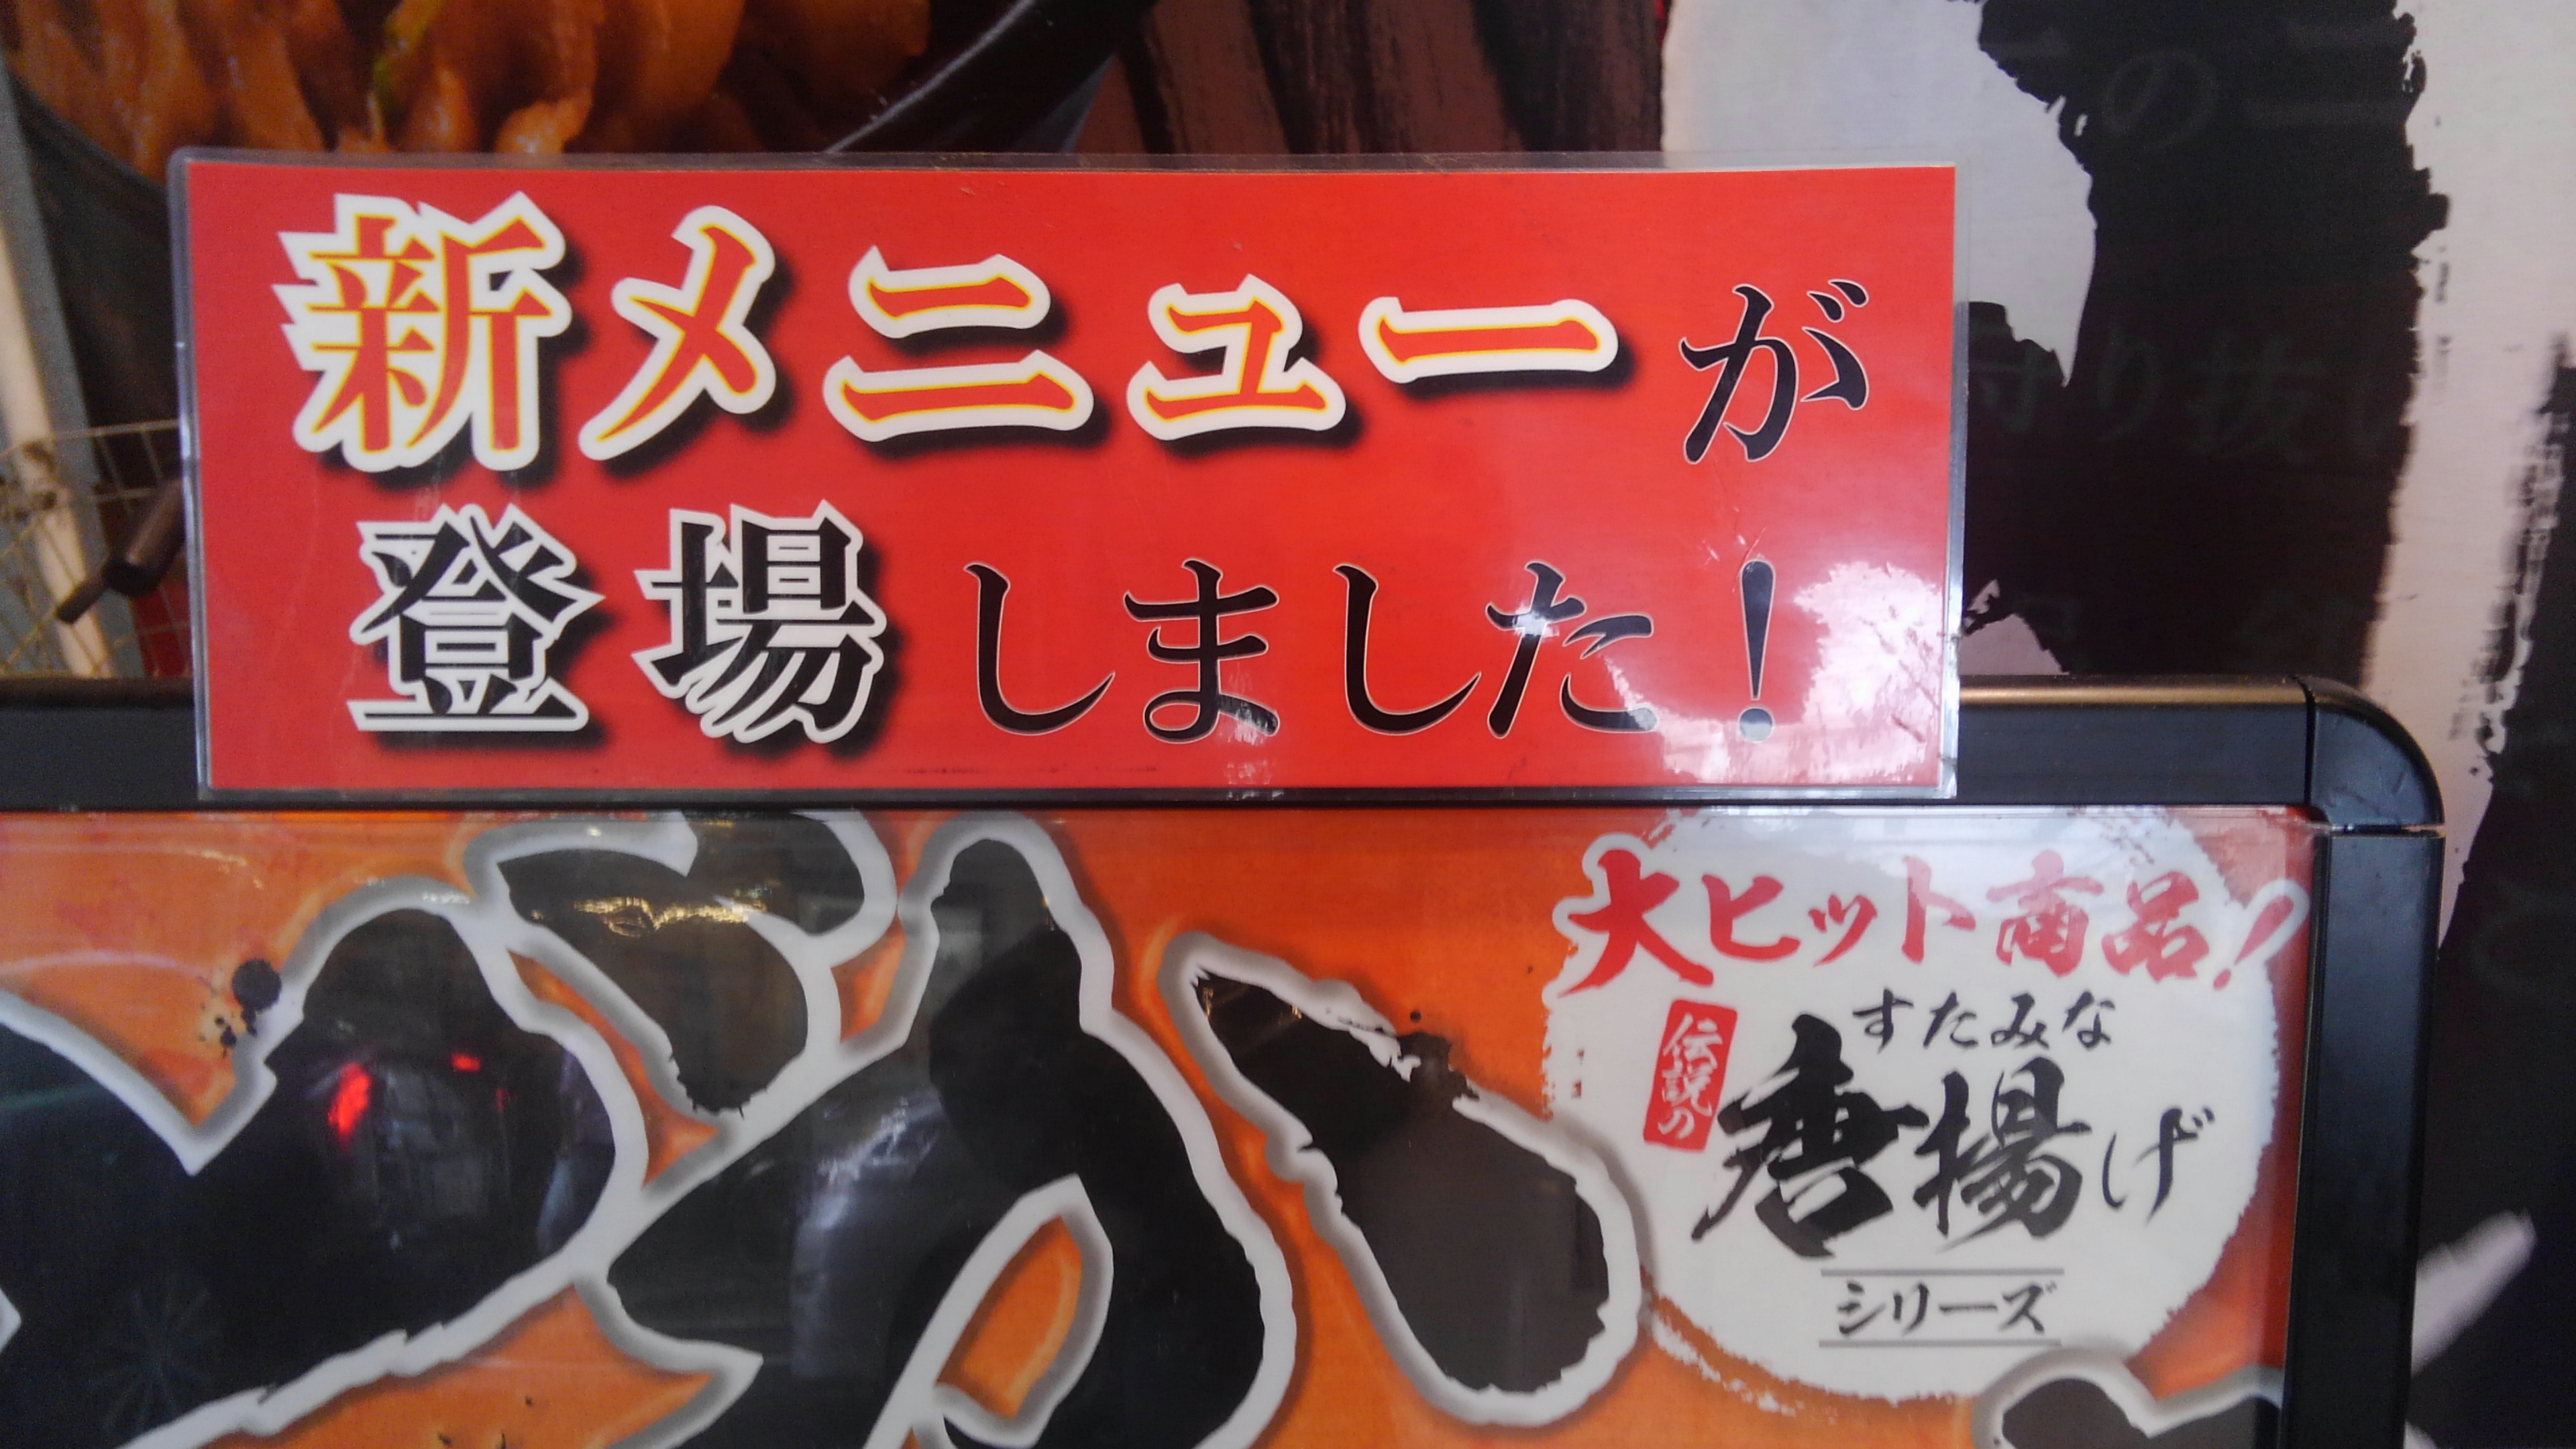 新メニューが
登場しました!
大ヒット商品!
伝説の
すたみな
唐揚げ
シリーズ